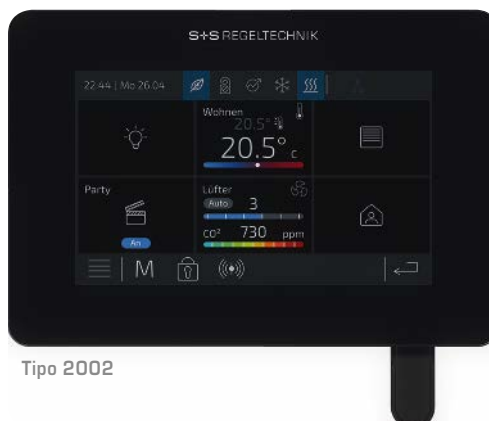 S+S REGELTECHNIK
22:44 | Mo 26.04
Wohnen
20.5°
20.5°c
Party
Lüfter
Auto 3
An
CO² 730 ppm
M
Tipo 2002